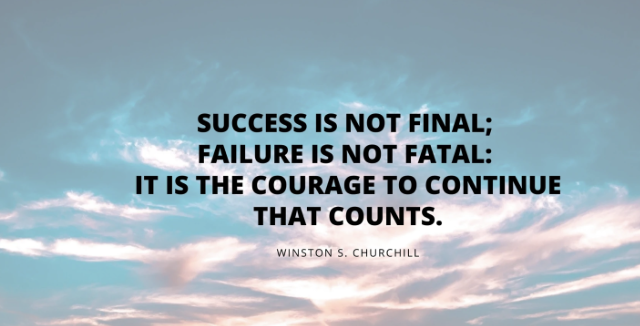 SUCCESS IS NOT FINAL;
FAILURE IS NOT FATAL:
IT IS THE COURAGE TO CONTINUE
THAT COUNTS.
WINSTON S. CHURCHILL